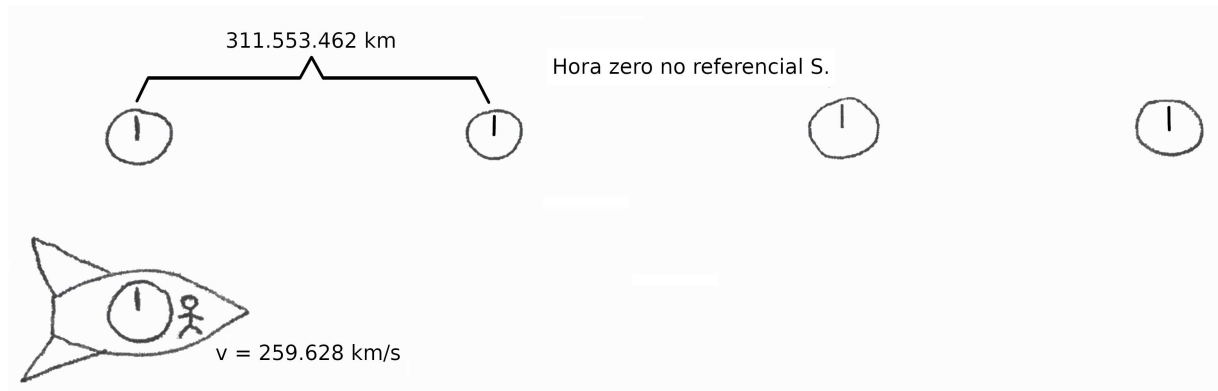 311.553.462 km
Hora zero no referencial S.
v = 259.628 km/s